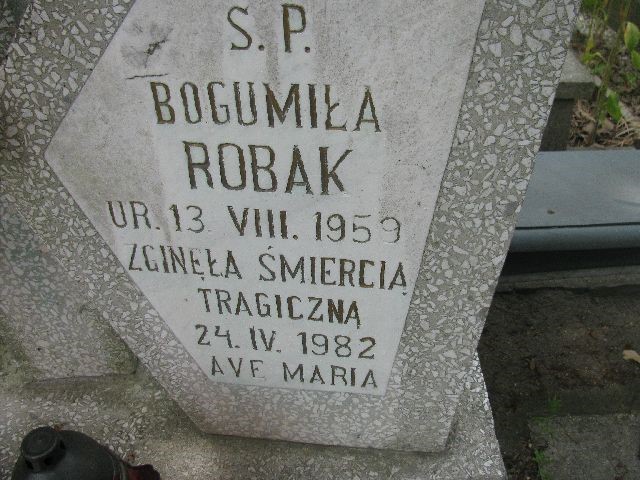 S. P.
BOGUMIŁA
ROBAK
UR. 13 VIII. 1959
ZGINĘŁA ŚMIERCIĄ
TRAGICZNĄ
24. IV. 1982
AVE MARIA